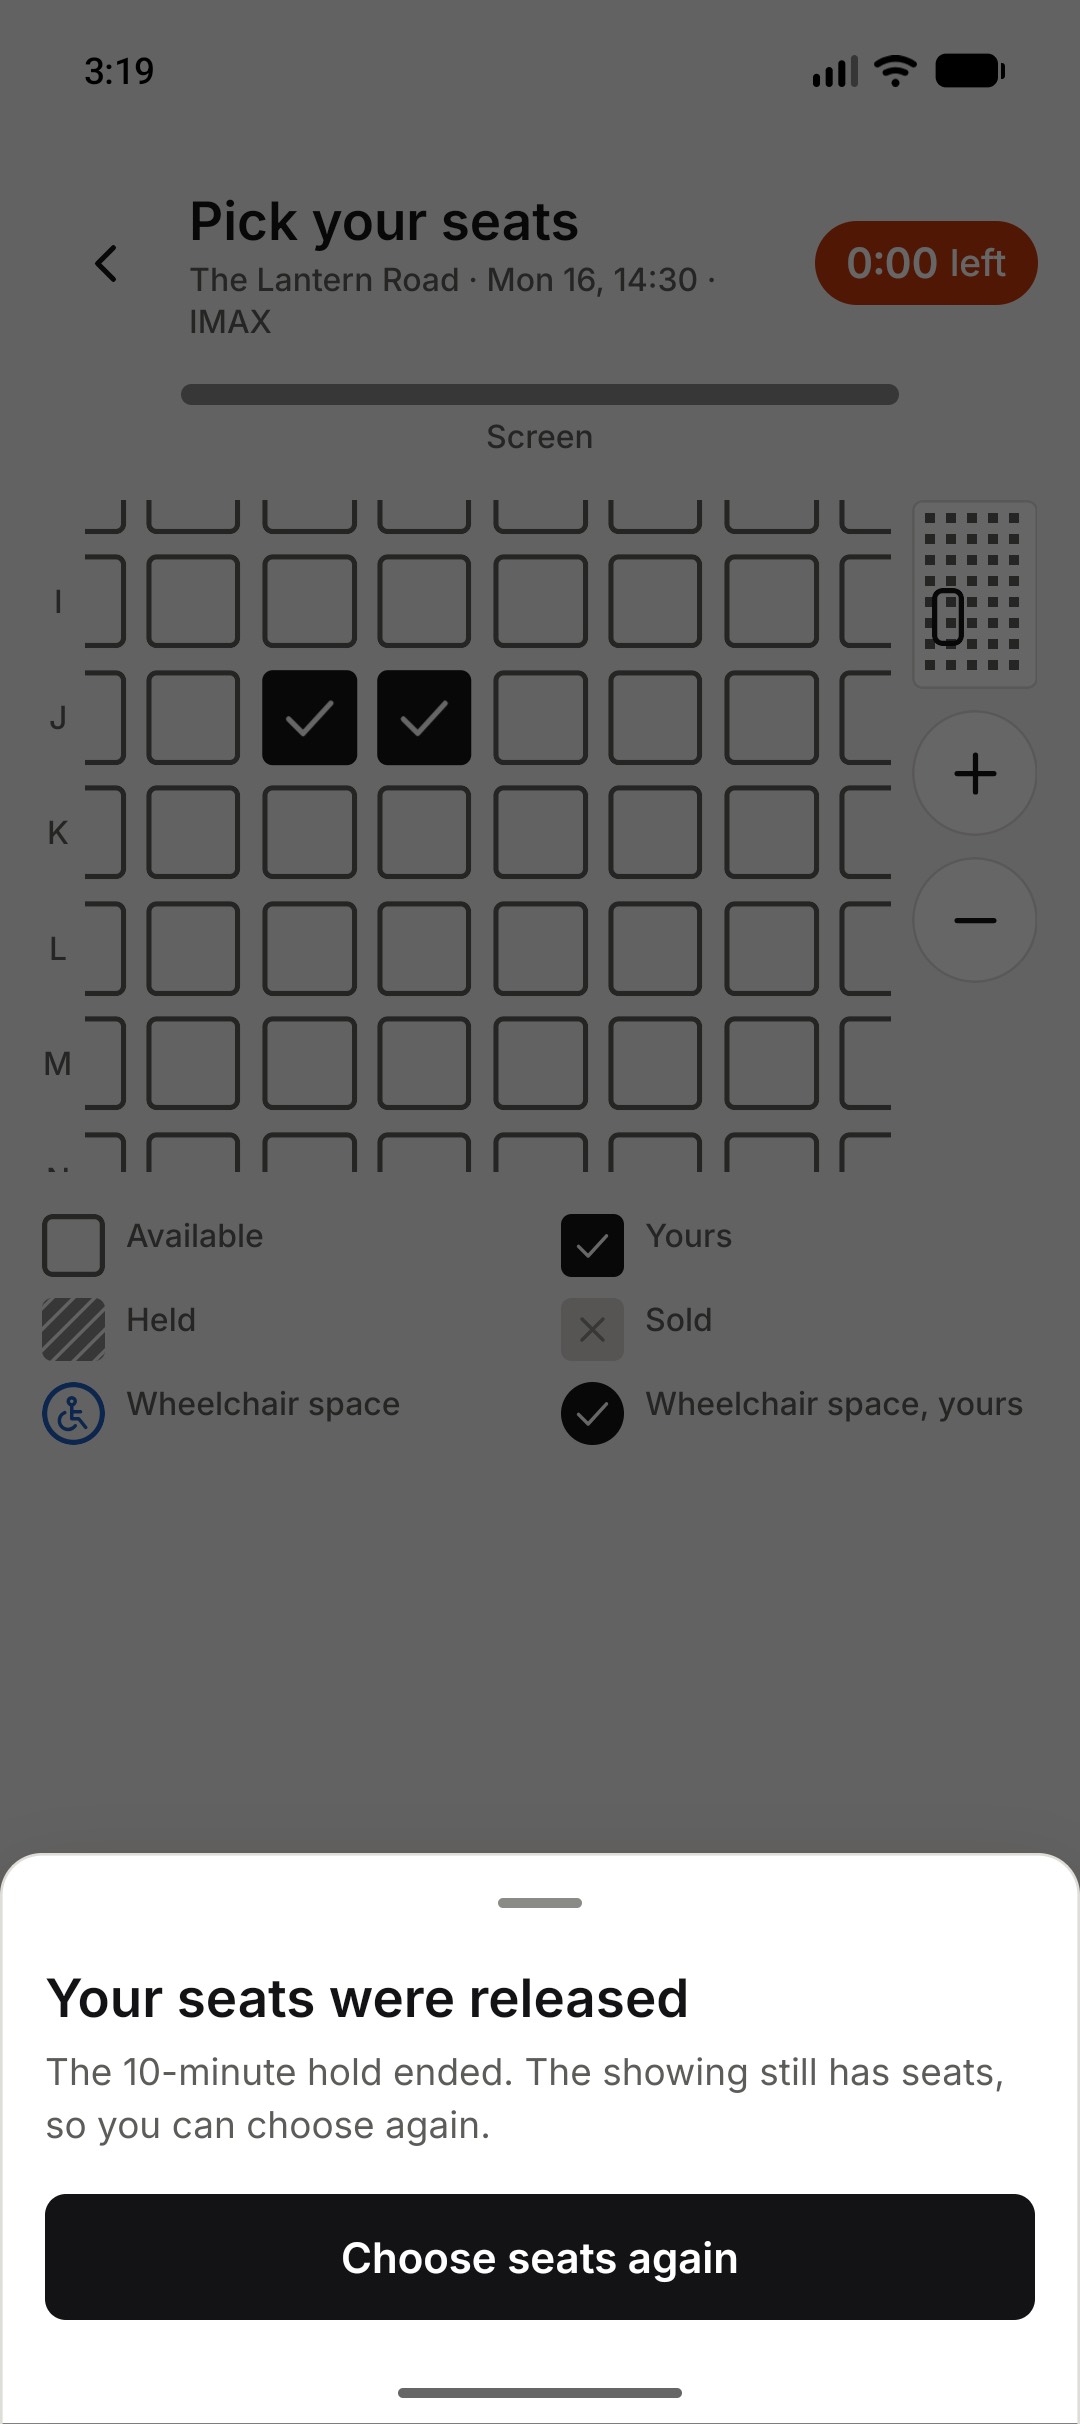 3:19
Pick your seats
The Lantern Road · Mon 16, 14:30 ·
IMAX
0:00 left
Screen
I
J
K
L
M
N
Available
Yours
Held
Sold
Wheelchair space
Wheelchair space, yours
Your seats were released
The 10-minute hold ended. The showing still has seats,
so you can choose again.
Choose seats again